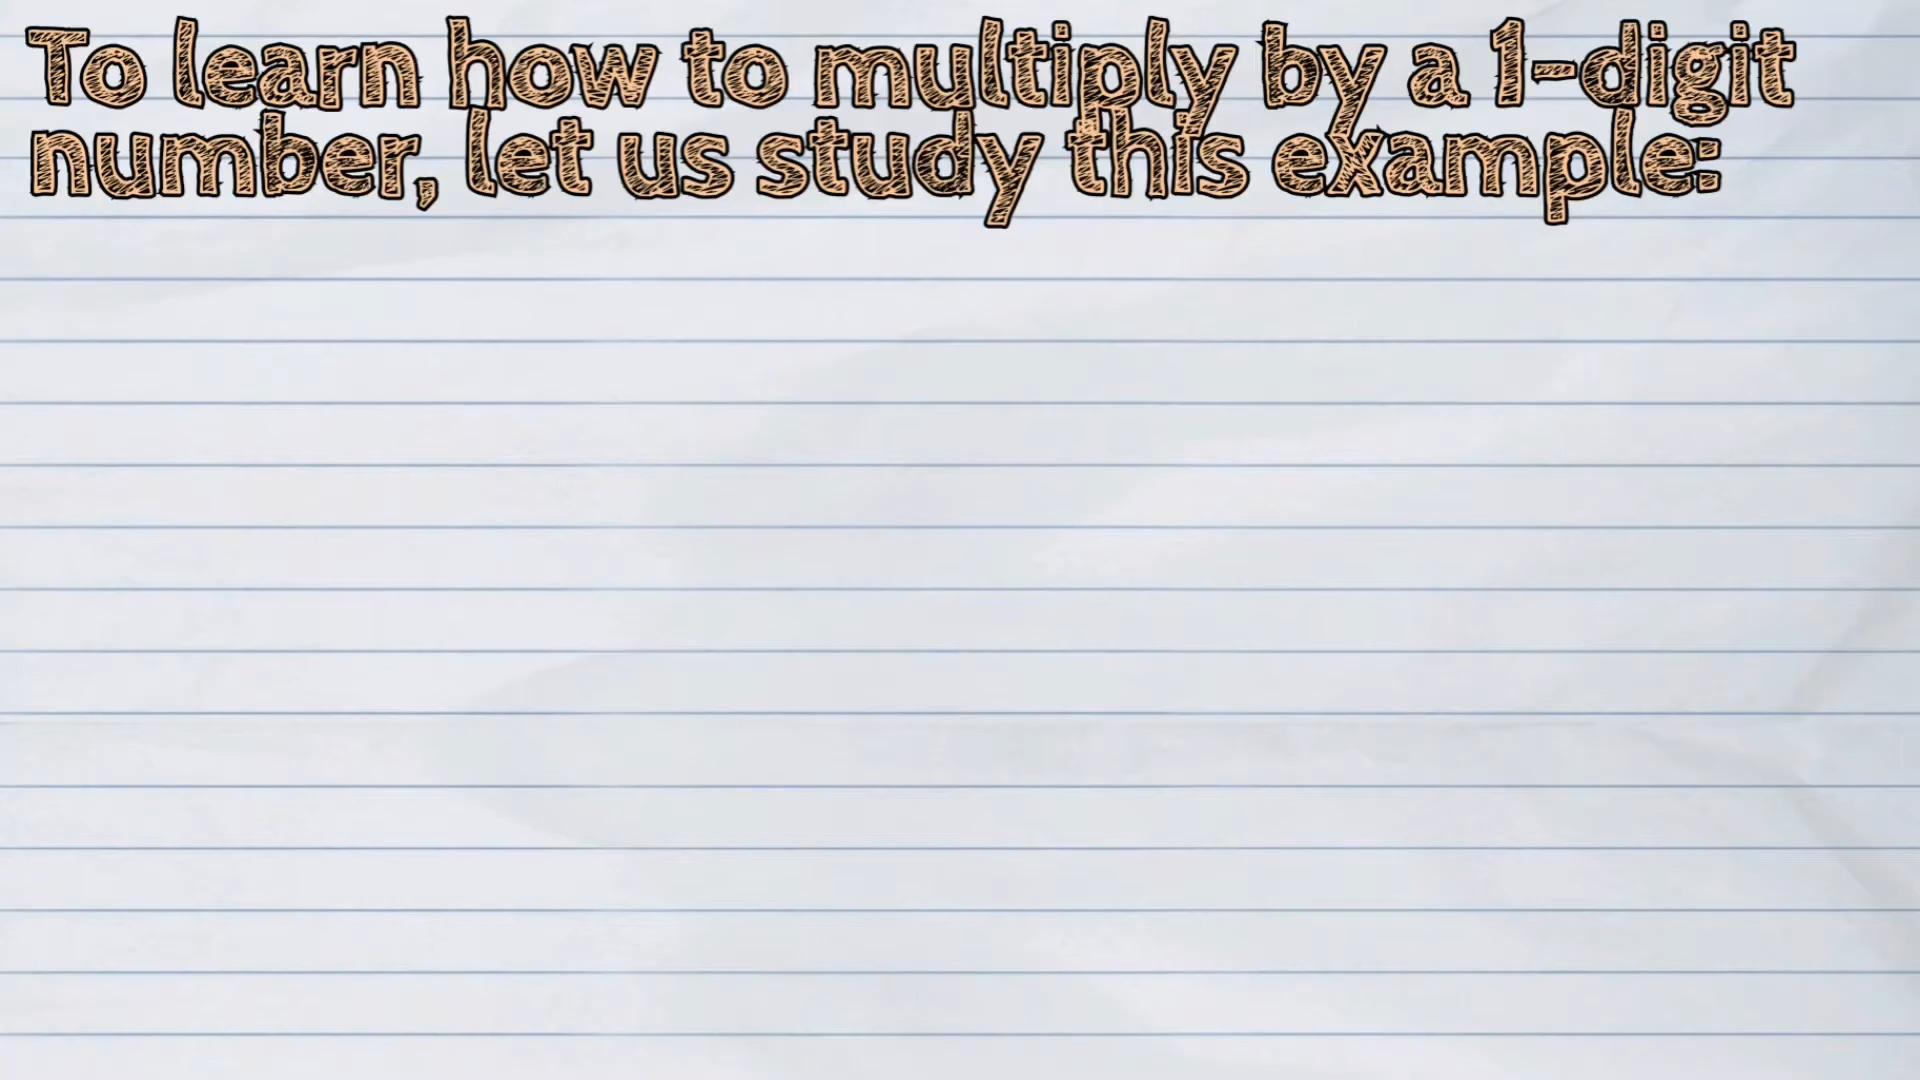 To learn how to multiply by a 1-digit
number, let us study this example: